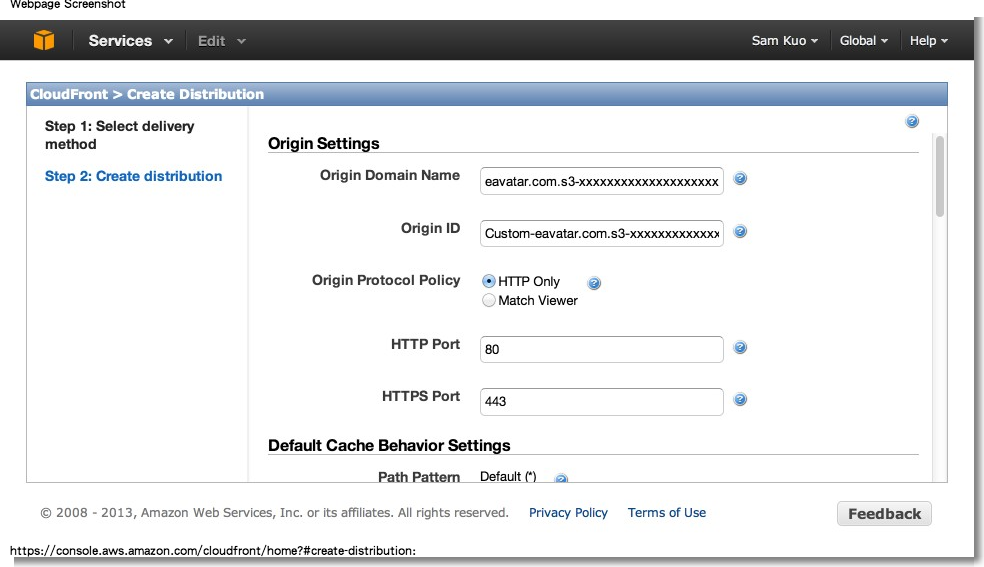 Webpage Screenshot
Services Edit Sam Kuo Global Help
CloudFront > Create Distribution
Step 1: Select delivery
method
Step 2: Create distribution
Origin Settings
Origin Domain Name eavatar.com.s3-xxxxxxxxxxxxxxxxxxxx
Origin ID Custom-eavatar.com.s3-xxxxxxxxxxxxx
Origin Protocol Policy HTTP Only
Match Viewer
HTTP Port 80
HTTPS Port 443
Default Cache Behavior Settings
Path Pattern Default (*)
© 2008 - 2013, Amazon Web Services, Inc. or its affiliates. All rights reserved. Privacy Policy Terms of Use Feedback
https://console.aws.amazon.com/cloudfront/home?#create-distribution: